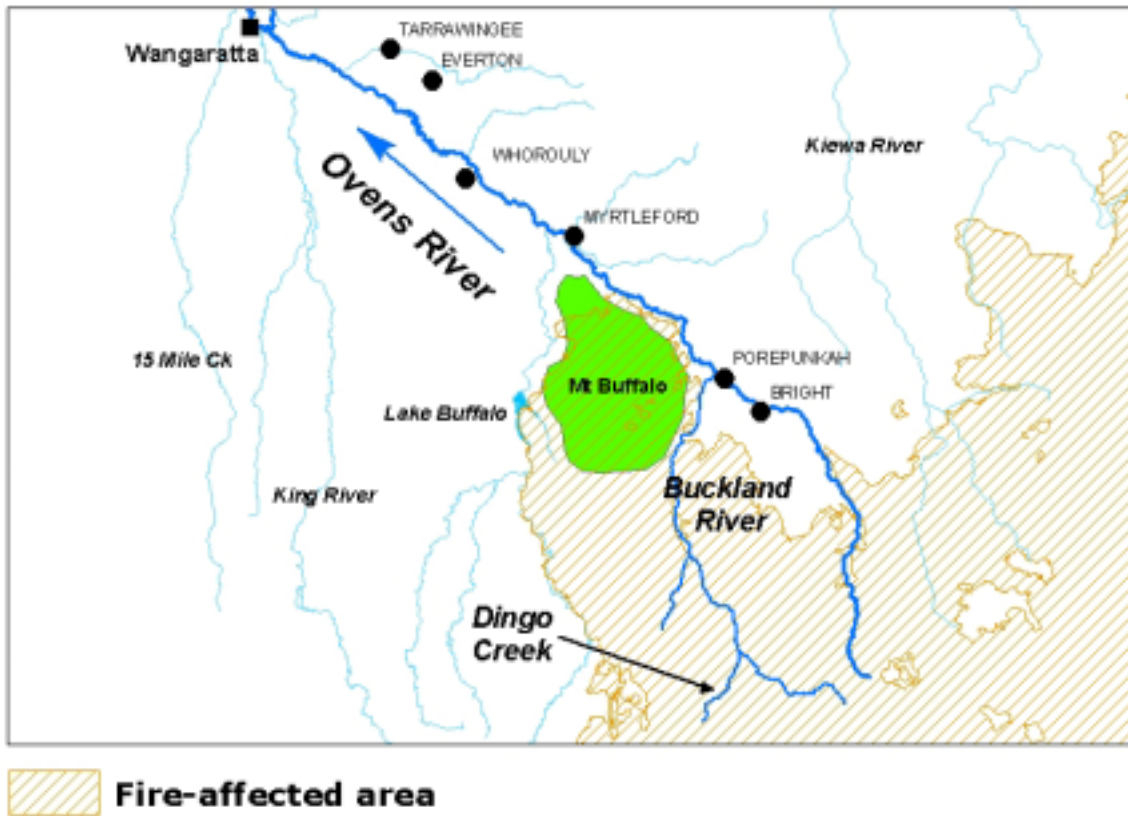 TARRAWINGEE
Wangaratta
EVERTON
Kiewa River
WHOROULY
Ovens River
MYRTLEFORD
15 Mile Ck
POREPUNKAH
Mt Buffalo
BRIGHT
Lake Buffalo
King River
Buckland
River
Dingo
Creek
Fire-affected area